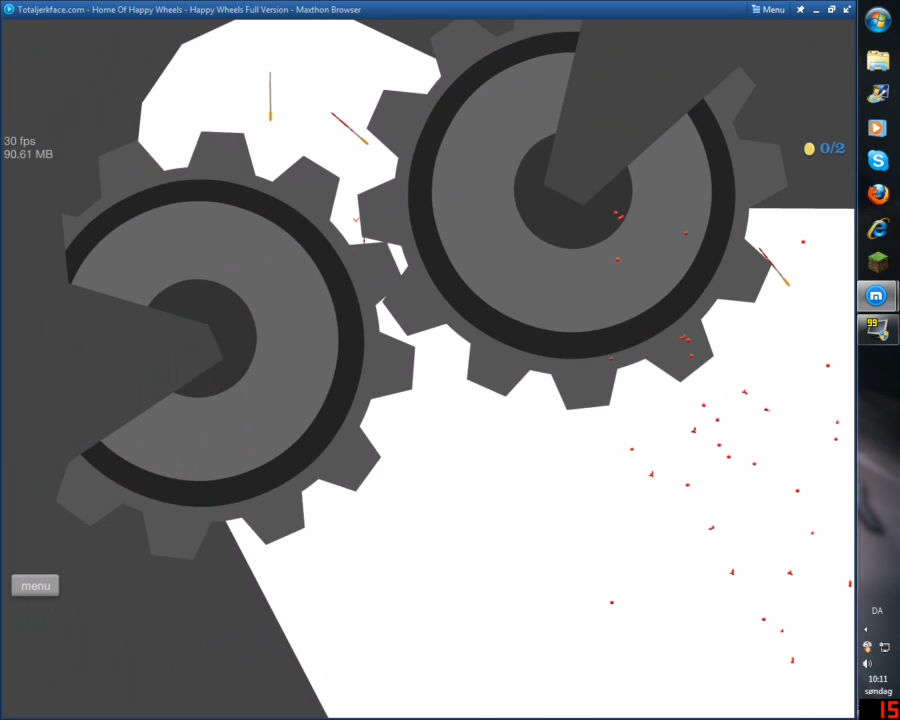 Totaljerkface.com - Home Of Happy Wheels - Happy Wheels Full Version - Maxthon Browser
Menu
30 fps
90.61 MB
0/2
99
menu
DA
10:11
søndag
15